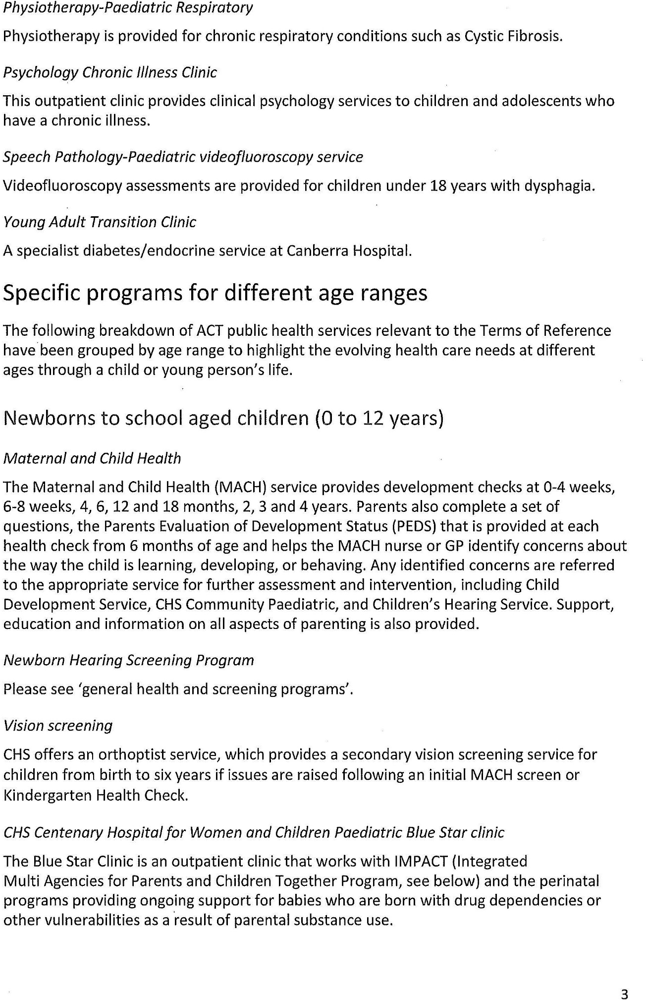 Physiotherapy-Paediatric Respiratory
Physiotherapy is provided for chronic respiratory conditions such as Cystic Fibrosis.
Psychology Chronic Illness Clinic
This outpatient clinic provides clinical psychology services to children and adolescents who
have a chronic illness.
Speech Pathology-Paediatric videofluoroscopy service
Videofluoroscopy assessments are provided for children under 18 years with dysphagia.
Young Adult Transition Clinic
A specialist diabetes/endocrine service at Canberra Hospital.
Specific programs for different age ranges
The following breakdown of ACT public health services relevant to the Terms of Reference
have been grouped by age range to highlight the evolving health care needs at different
ages through a child or young person's life.
Newborns to school aged children (0 to 12 years)
Maternal and Child Health
The Maternal and Child Health (MACH) service provides development checks at 0-4 weeks,
6-8 weeks, 4, 6, 12 and 18 months, 2, 3 and 4 years. Parents also complete a set of
questions, the Parents Evaluation of Development Status (PEDS) that is provided at each
health check from 6 months of age and helps the MACH nurse or GP identify concerns about
the way the child is learning, developing, or behaving. Any identified concerns are referred
to the appropriate service for further assessment and intervention, including Child
Development Service, CHS Community Paediatric, and Children's Hearing Service. Support,
education and information on all aspects of parenting is also provided.
Newborn Hearing Screening Program
Please see 'general health and screening programs'.
Vision screening
CHS offers an orthoptist service, which provides a secondary vision screening service for
children from birth to six years if issues are raised following an initial MACH screen or
Kindergarten Health Check.
CHS Centenary Hospital for Women and Children Paediatric Blue Star clinic
The Blue Star Clinic is an outpatient clinic that works with IMPACT (Integrated
Multi Agencies for Parents and Children Together Program, see below) and the perinatal
programs providing ongoing support for babies who are born with drug dependencies or
other vulnerabilities as a result of parental substance use.
3